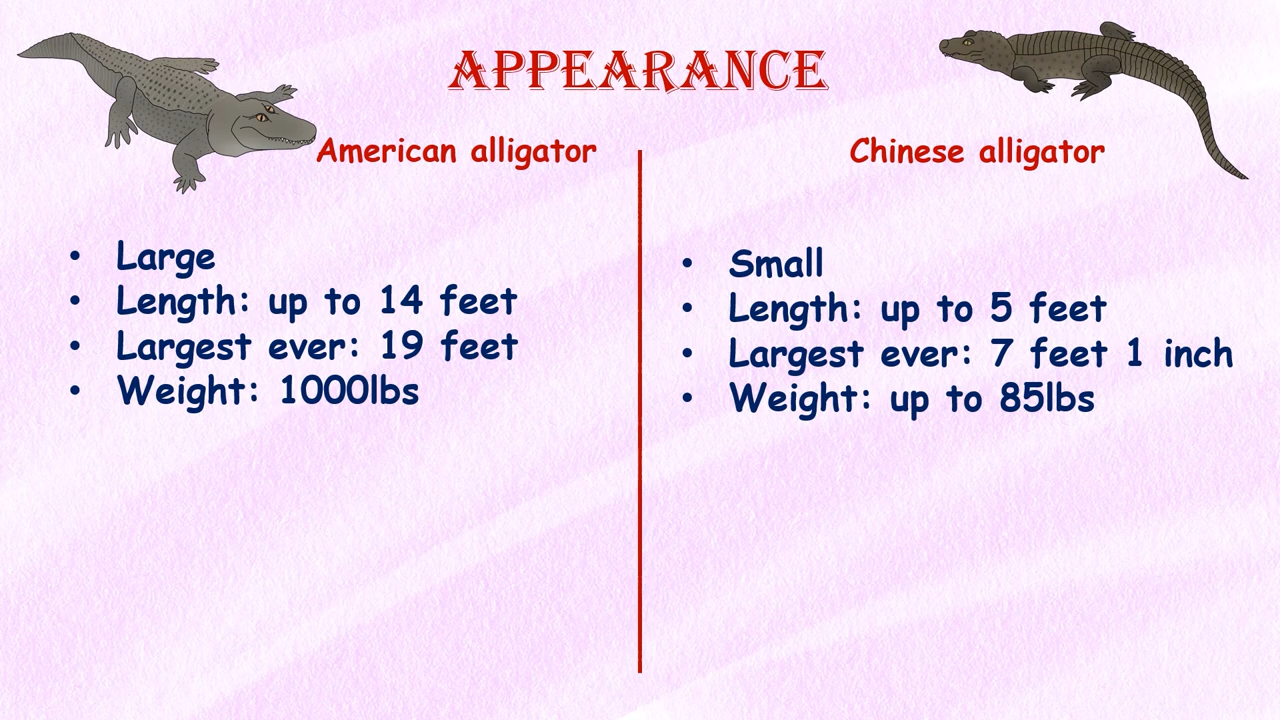 APPEARANCE
American alligator
• Large
• Length: up to 14 feet
• Largest ever: 19 feet
• Weight: 1000lbs
Chinese alligator
• Small
• Length: up to 5 feet
• Largest ever: 7 feet 1 inch
• Weight: up to 85lbs